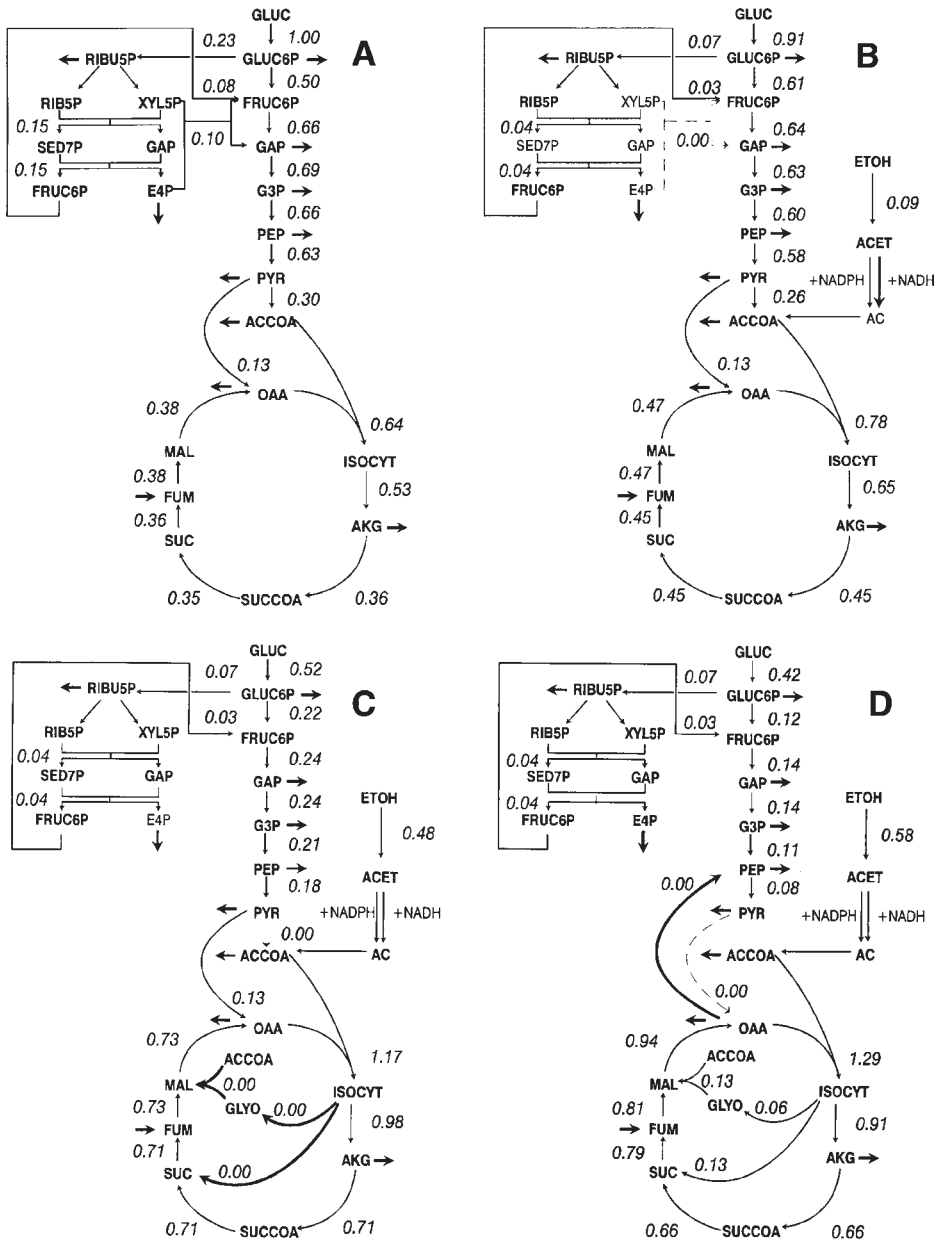 GLUC
0.23 1.00 A
RIBU5P GLUC6P
0.50
0.08
RIB5P XYL5P FRUC6P
0.15 0.10 0.66
SED7P GAP GAP
0.15 0.69
FRUC6P E4P G3P
0.66
PEP
0.63
PYR
0.30
ACCOA
0.13
OAA
0.38 0.64
MAL ISOCYT
0.38 0.53
FUM
0.36 AKG
SUC
0.35 SUCCOA 0.36
GLUC
0.07 0.91 B
RIBU5P GLUC6P
0.61
0.03
RIB5P XYL5P FRUC6P
0.04 0.00 0.64
SED7P GAP GAP ETOH
0.04 0.63
FRUC6P E4P G3P 0.09
0.60
PEP ACET
0.58
PYR +NADPH +NADH
0.26
ACCOA AC
0.13
OAA
0.47 0.78
MAL ISOCYT
0.47 0.65
FUM
0.45 AKG
SUC
0.45 SUCCOA 0.45
GLUC
0.07 0.52 C
RIBU5P GLUC6P
0.22
0.03
RIB5P XYL5P FRUC6P
0.04 0.24
SED7P GAP GAP ETOH
0.04 0.24
FRUC6P E4P G3P 0.48
0.21
PEP ACET
0.18
PYR +NADPH +NADH
0.00
ACCOA AC
0.13
OAA
0.73 ACCOA 1.17
MAL 0.00 ISOCYT
GLYO 0.00
0.73 0.98
FUM
0.71 AKG
SUC 0.00
0.71 SUCCOA 0.71
GLUC
0.07 0.42 D
RIBU5P GLUC6P
0.12
0.03
RIB5P XYL5P FRUC6P
0.04 0.14
SED7P GAP GAP ETOH
0.04 0.14
FRUC6P E4P G3P 0.58
0.11
0.00 PEP ACET
0.08
PYR +NADPH +NADH
ACCOA AC
0.00
OAA
0.94 ACCOA 1.29
MAL 0.13 ISOCYT
GLYO 0.06
0.81 0.91
FUM
0.79 AKG
SUC 0.13
0.66 SUCCOA 0.66